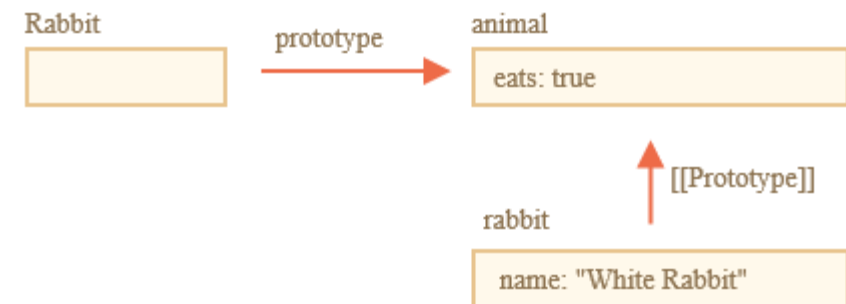 Rabbit
prototype
animal
eats: true
[[Prototype]]
rabbit
name: "White Rabbit"